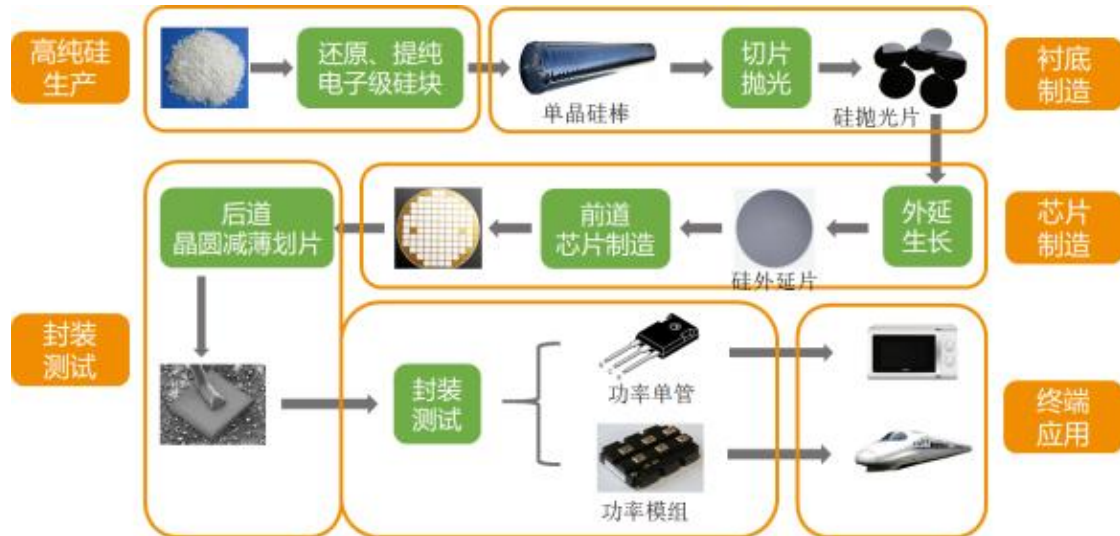 高纯硅
生产
还原、提纯
电子级硅块
单晶硅棒
切片
抛光
硅抛光片
衬底
制造
后道
晶圆减薄划片
前道
芯片制造
硅外延片
外延
生长
芯片
制造
封装
测试
封装
测试
功率单管
功率模组
终端
应用